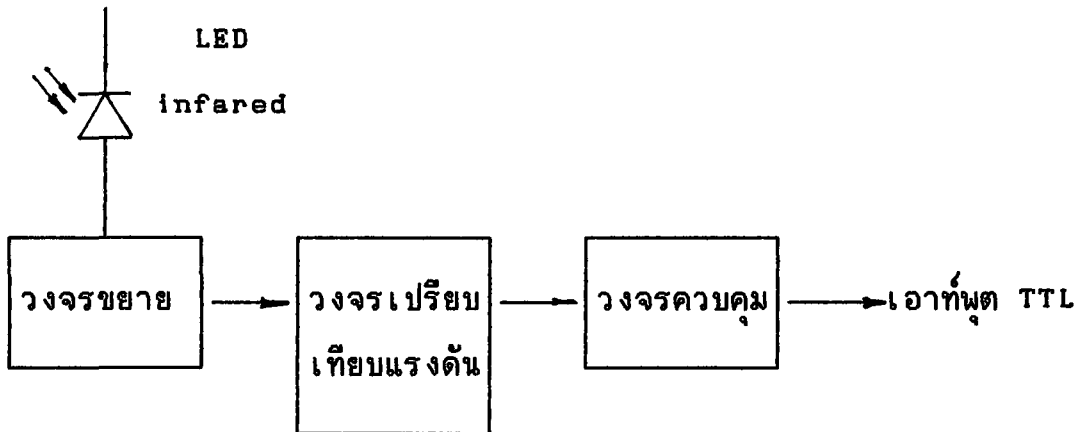 LED
infared
วงจรขยาย
วงจรเปรียบ
เทียบแรงดัน
วงจรควบคุม
เอาท์พุต TTL